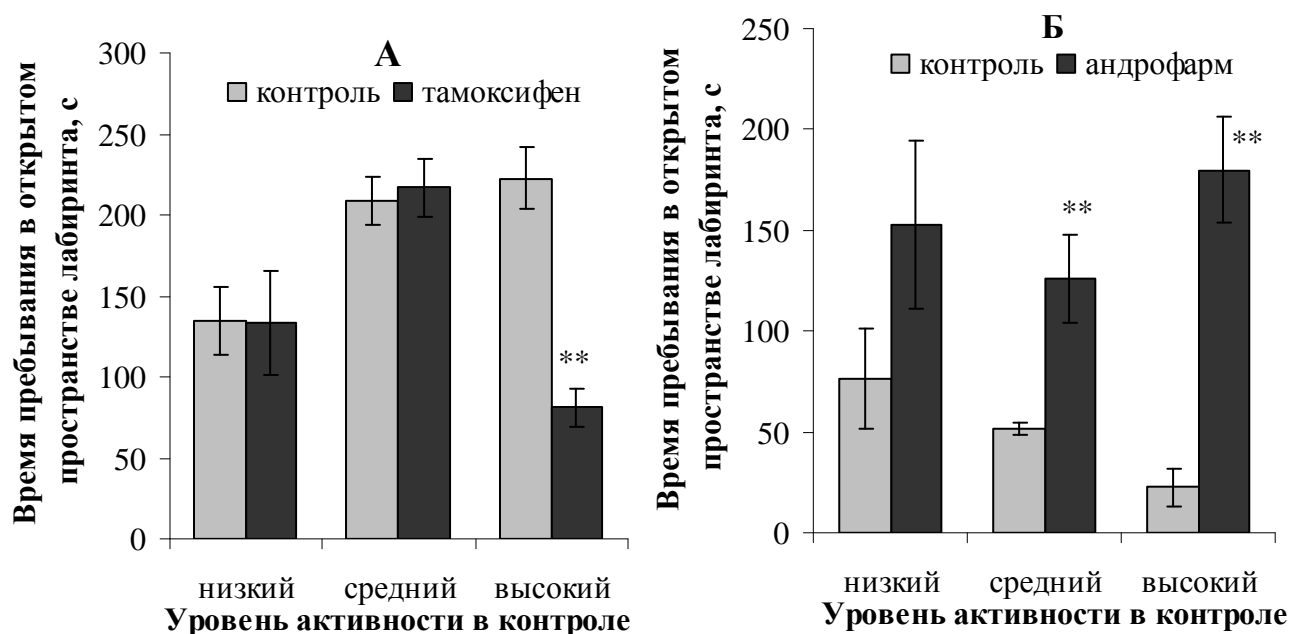 А
контроль тамоксифен
Время пребывания в открытом
пространстве лабиринта, с
300
250
200
150
100
50
0
**
низкий средний высокий
Уровень активности в контроле
Б
контроль андрофарм
Время пребывания в открытом
пространстве лабиринта, с
250
200
150
100
50
0
**
**
низкий средний высокий
Уровень активности в контроле